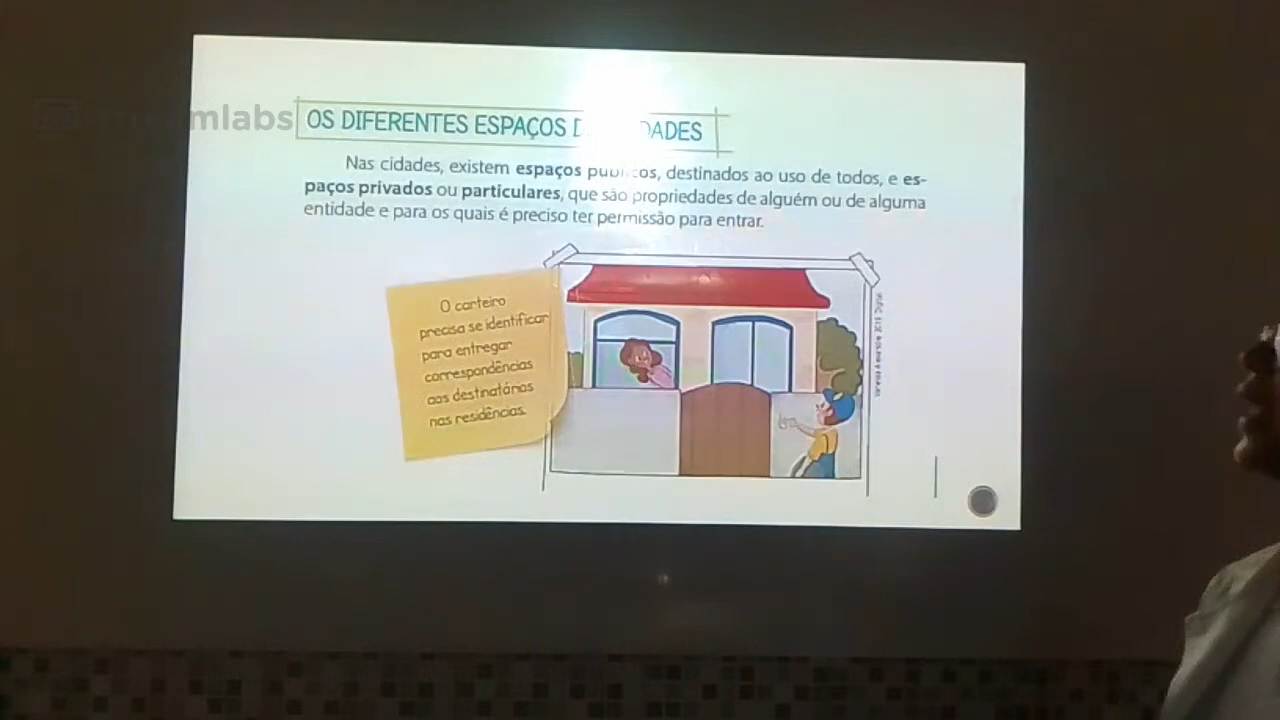 mlabs
OS DIFERENTES ESPAÇOS D DADES
Nas cidades, existem espaços públicos, destinados ao uso de todos, e es-
paços privados ou particulares, que são propriedades de alguém ou de alguma
entidade e para os quais é preciso ter permissão para entrar.
O carteiro
precisa se identificar
para entregar
correspondências
aos destinatários
nas residências.